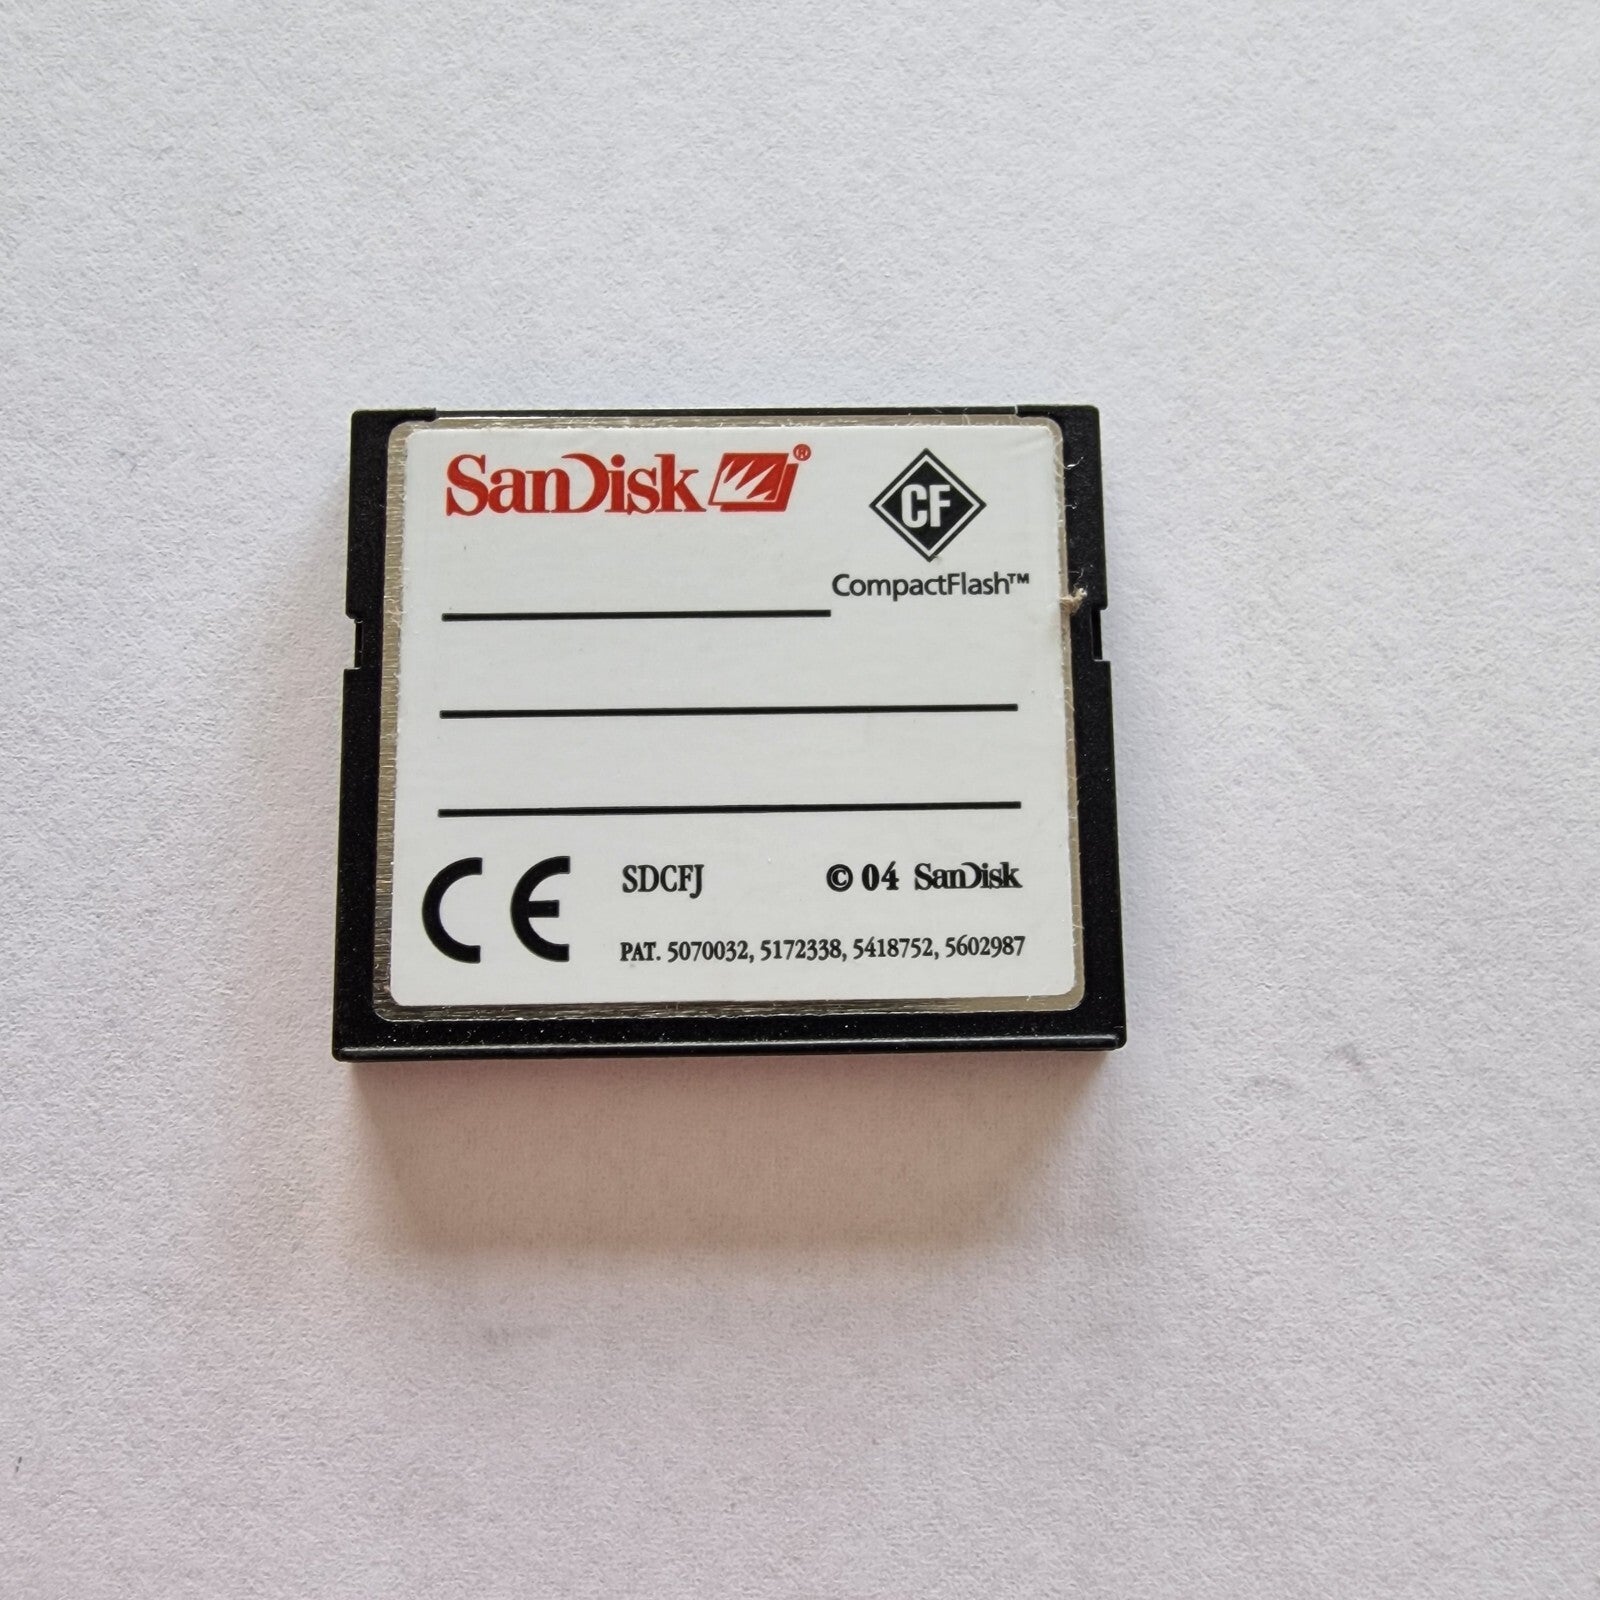 SanDisk ®
CF
CompactFlash™
CE SDCFJ © 04 SanDisk
PAT. 5070032, 5172338, 5418752, 5602987